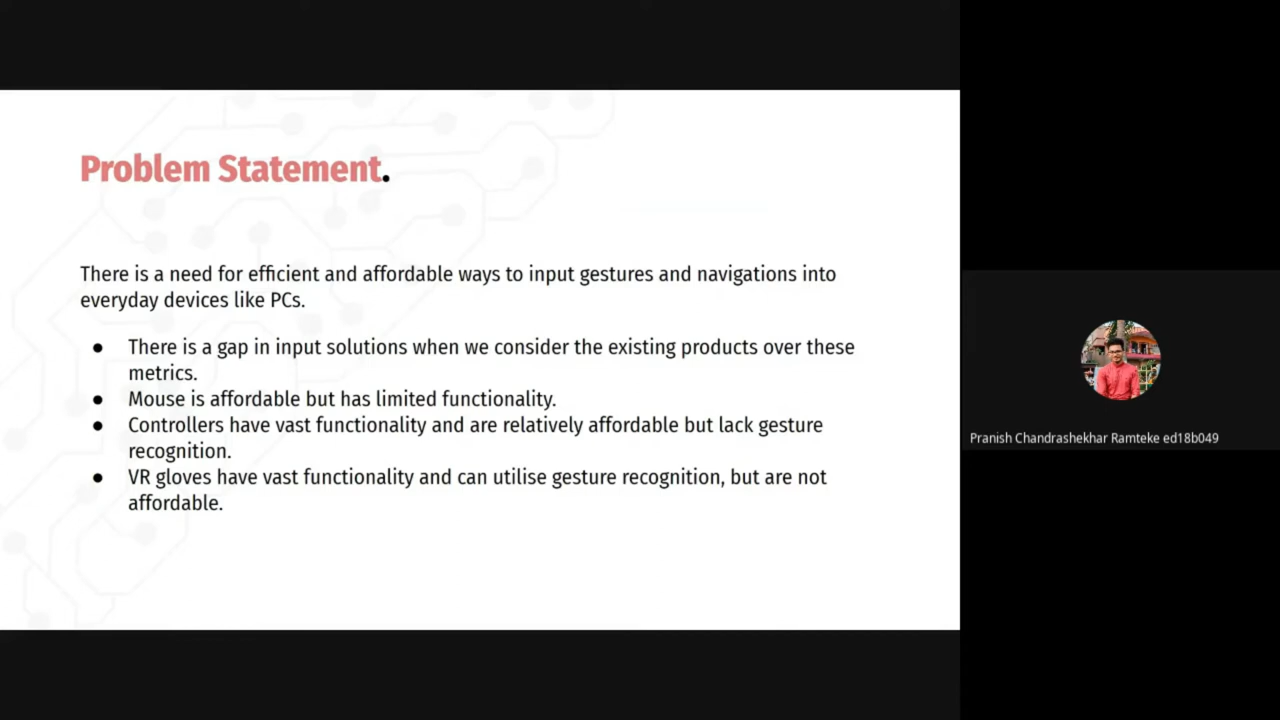 Problem Statement.
There is a need for efficient and affordable ways to input gestures and navigations into
everyday devices like PCs.
● There is a gap in input solutions when we consider the existing products over these
metrics.
● Mouse is affordable but has limited functionality.
● Controllers have vast functionality and are relatively affordable but lack gesture
recognition.
● VR gloves have vast functionality and can utilise gesture recognition, but are not
affordable.
Pranish Chandrashekhar Ramteke ed18b049